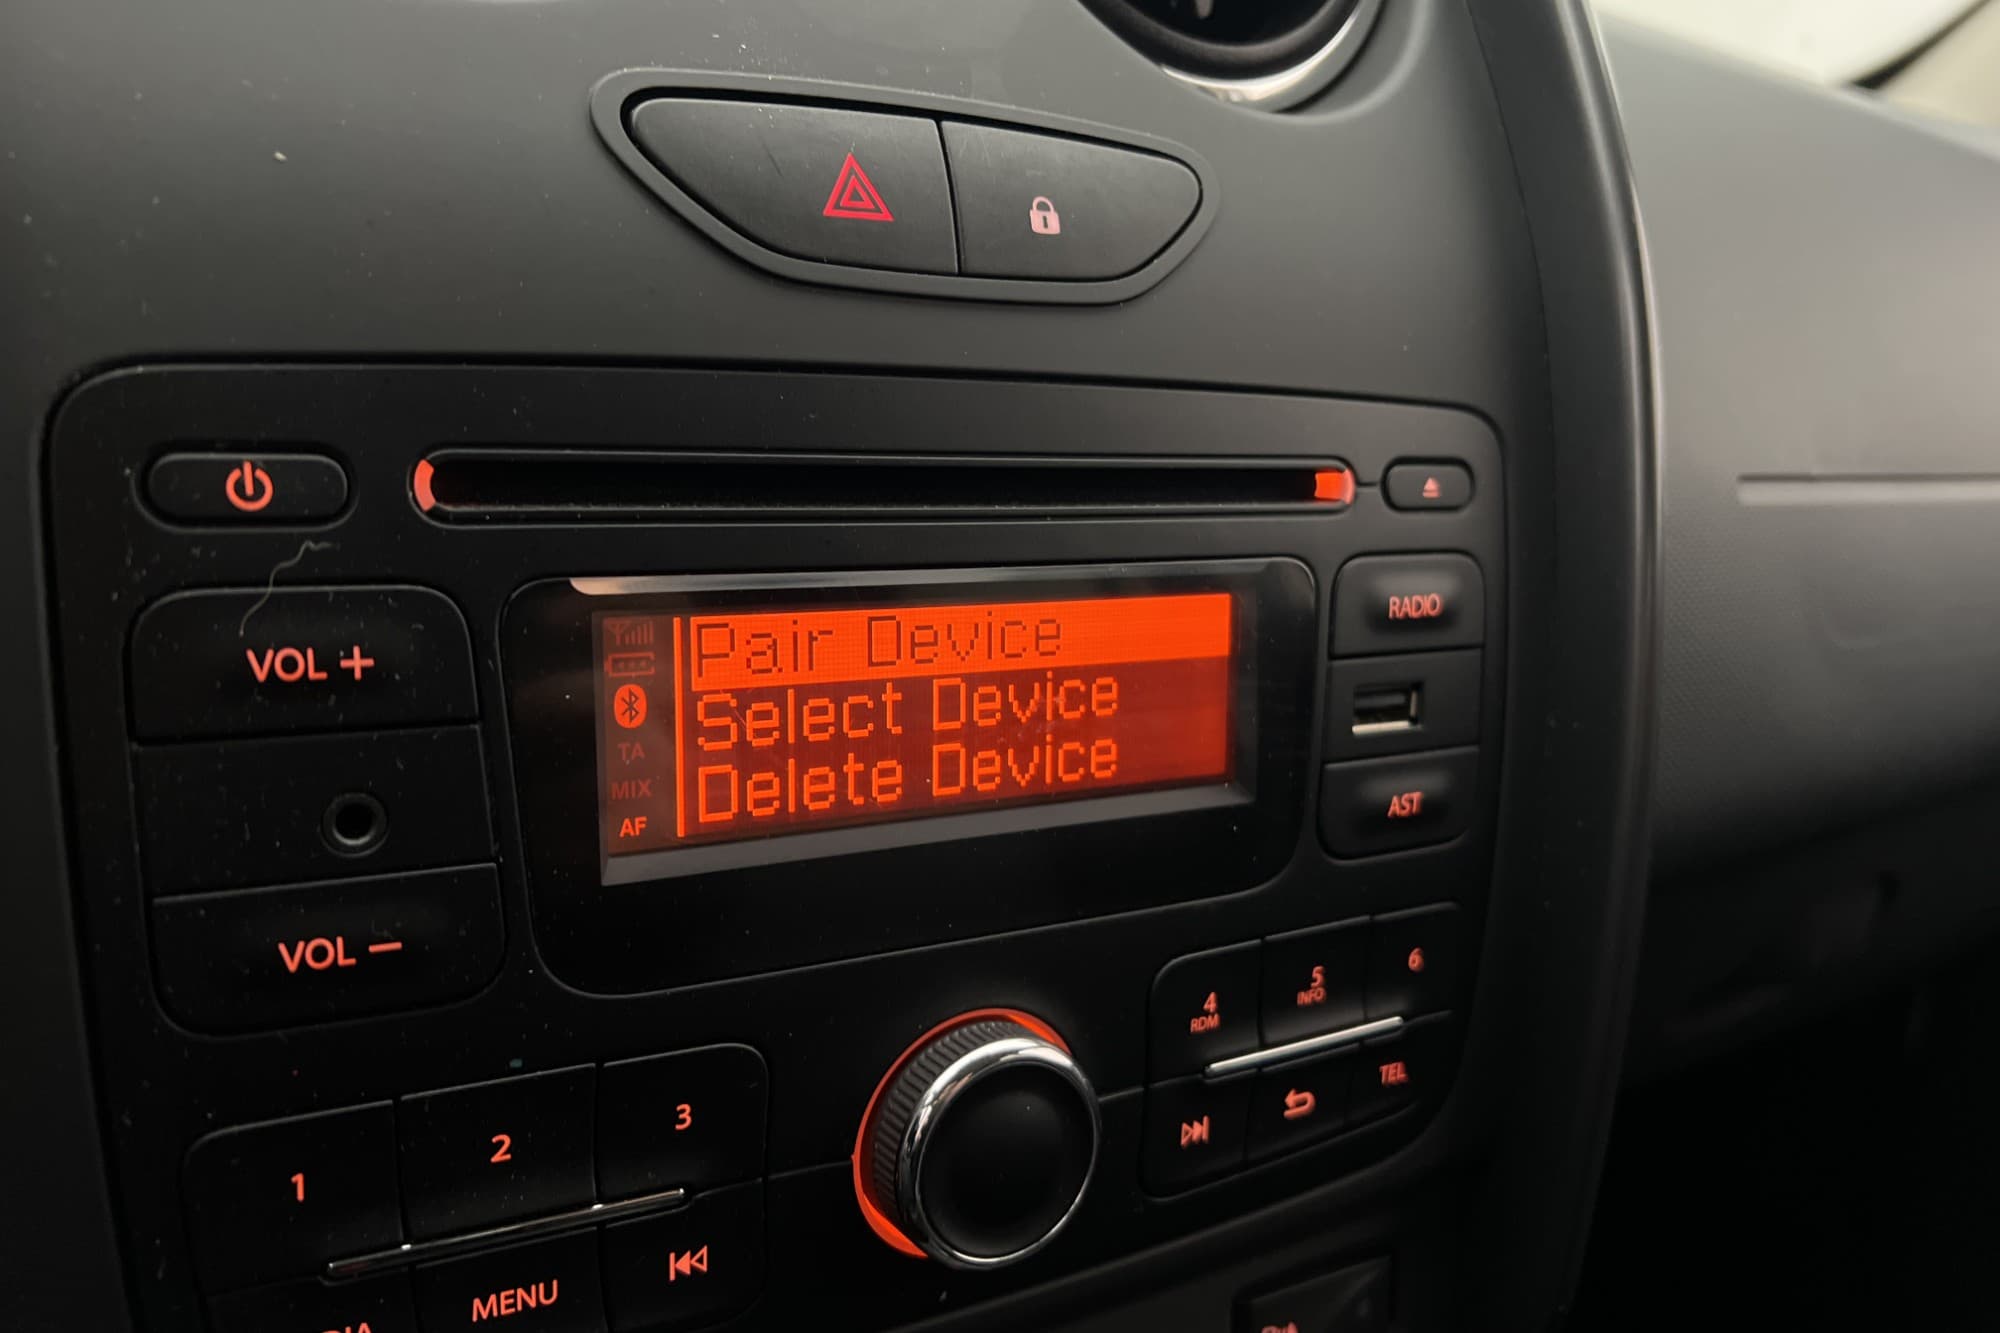 VOL +
VOL −
Pair Device
Select Device
Delete Device
TA
MIX
AF
RADIO
AST
1
2
3
MENU
4
RDM
5
INFO
6
TEL